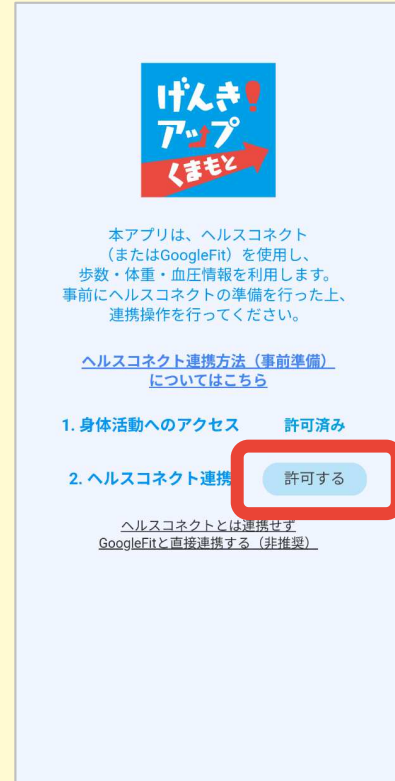 げんき!
アップ
くまもと
本アプリは、ヘルスコネクト
（またはGoogleFit）を使用し、
歩数・体重・血圧情報を利用します。
事前にヘルスコネクトの準備を行った上、
連携操作を行ってください。
ヘルスコネクト連携方法（事前準備）
についてはこちら
1. 身体活動へのアクセス 許可済み
2. ヘルスコネクト連携 許可する
ヘルスコネクトとは連携せず
GoogleFitと直接連携する（非推奨）